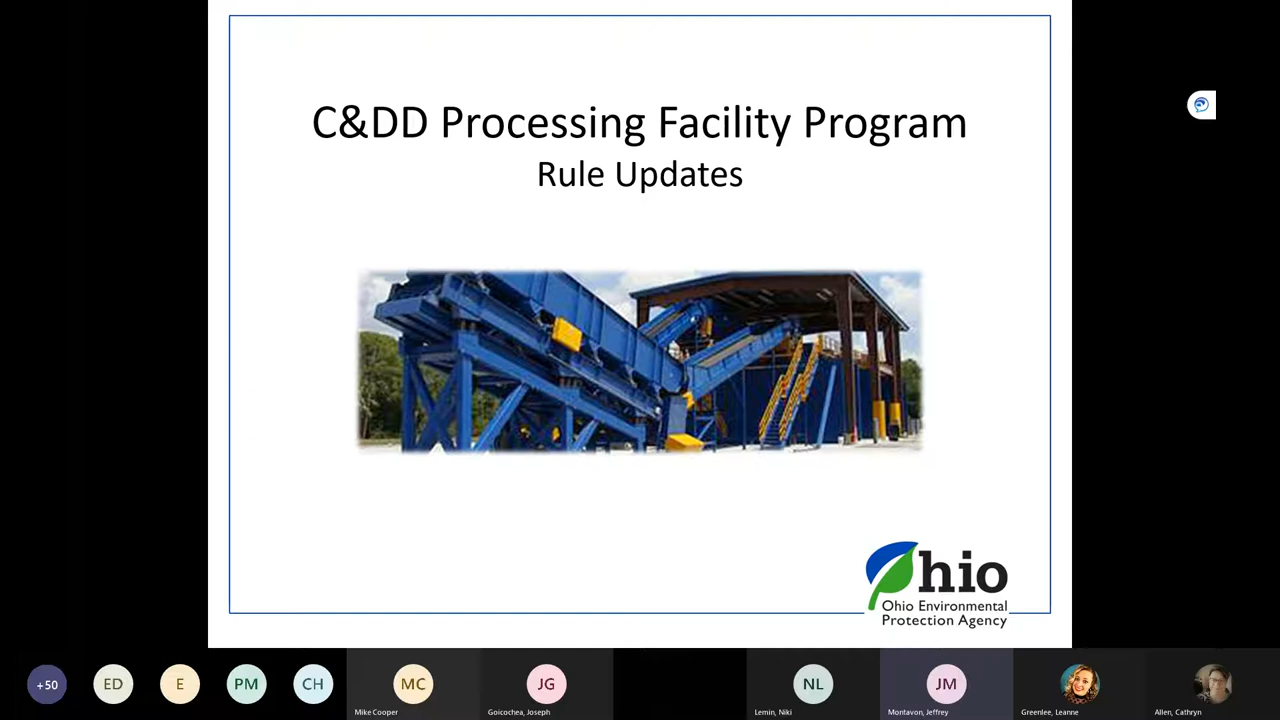 C&DD Processing Facility Program
Rule Updates
Ohio
Ohio Environmental
Protection Agency
+50
ED
E
PM
CH
MC
JG
NL
JM
Mike Cooper
Goicochea, Joseph
Lemin, Niki
Montavon, Jeffrey
Greenlee, Leanne
Allen, Cathryn